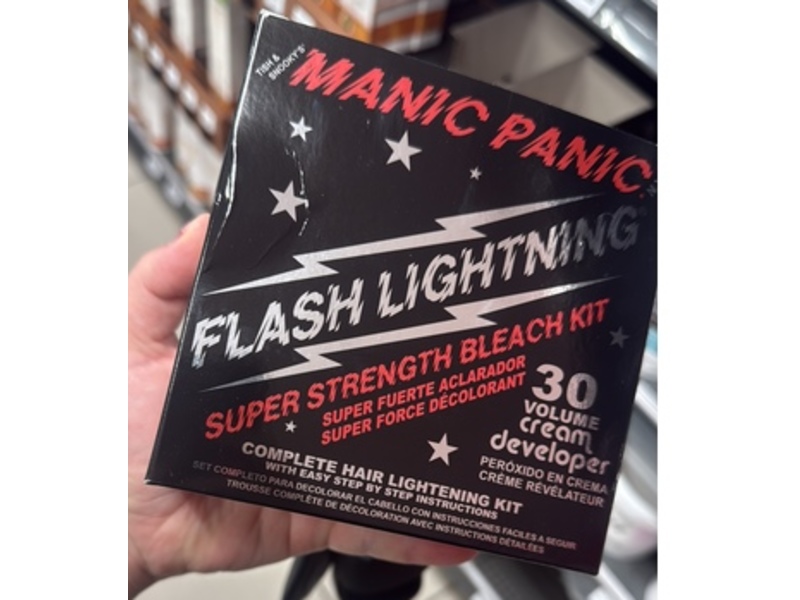 TISH &
SNOOKY'S
MANIC PANIC
FLASH LIGHTNING
SUPER STRENGTH BLEACH KIT
SUPER FUERTE ACLARADOR
SUPER FORCE DÉCOLORANT
30
VOLUME
cream
developer
PERÓXIDO EN CREMA
CRÈME RÉVÉLATEUR
COMPLETE HAIR LIGHTENING KIT
WITH EASY STEP BY STEP INSTRUCTIONS
SET COMPLETO PARA DECOLORAR EL CABELLO CON INSTRUCCIONES FACILES A SEGUIR
TROUSSE COMPLÈTE DE DÉCOLORATION AVEC INSTRUCTIONS DÉTAILÉES